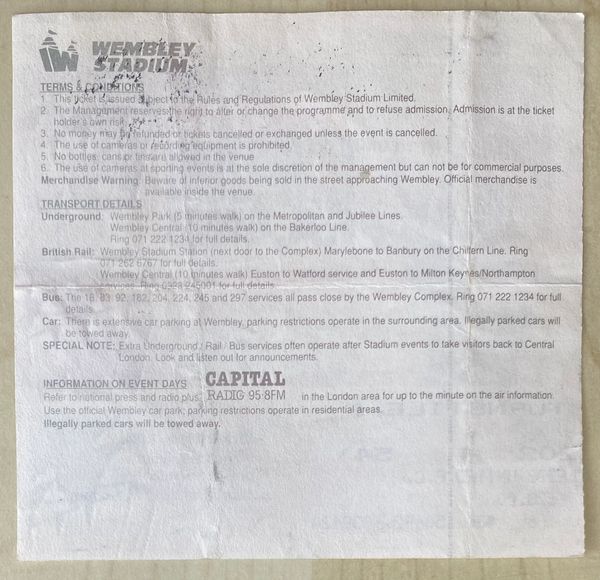 WEMBLEY
STADIUM
TERMS & CONDITIONS
1. This ticket is issued subject to the Rules and Regulations of Wembley Stadium Limited.
2. The Management reserves the right to alter or change the programme and to refuse admission. Admission is at the ticket
holder's own risk.
3. No money may be refunded or tickets cancelled or exchanged unless the event is cancelled.
4. The use of cameras or recording equipment is prohibited.
5. No bottles, cans or tins are allowed in the venue
6. The use of cameras at sporting events is at the sole discretion of the management but can not be for commercial purposes.
Merchandise Warning: Beware of inferior goods being sold in the street approaching Wembley. Official merchandise is
available inside the venue.
TRANSPORT DETAILS
Underground: Wembley Park (5 minutes walk) on the Metropolitan and Jubilee Lines.
Wembley Central (10 minutes walk) on the Bakerloo Line.
Ring 071 222 1234 for full details.
British Rail: Wembley Stadium Station (next door to the Complex) Marylebone to Banbury on the Chiltern Line. Ring
071 262 6767 for full details.
Wembley Central (10 minutes walk) Euston to Watford service and Euston to Milton Keynes/Northampton
services. Ring 0923 245001 for full details.
Bus: The 18, 83, 92, 182, 204, 224, 245 and 297 services all pass close by the Wembley Complex. Ring 071 222 1234 for full
details.
Car: There is extensive car parking at Wembley, parking restrictions operate in the surrounding area. Illegally parked cars will
be towed away.
SPECIAL NOTE: Extra Underground / Rail / Bus services often operate after Stadium events to take visitors back to Central
London. Look and listen out for announcements.
INFORMATION ON EVENT DAYS
Refer to national press and radio plus CAPITAL RADIO 95·8FM in the London area for up to the minute on the air information.
Use the official Wembley car park, parking restrictions operate in residential areas.
Illegally parked cars will be towed away.